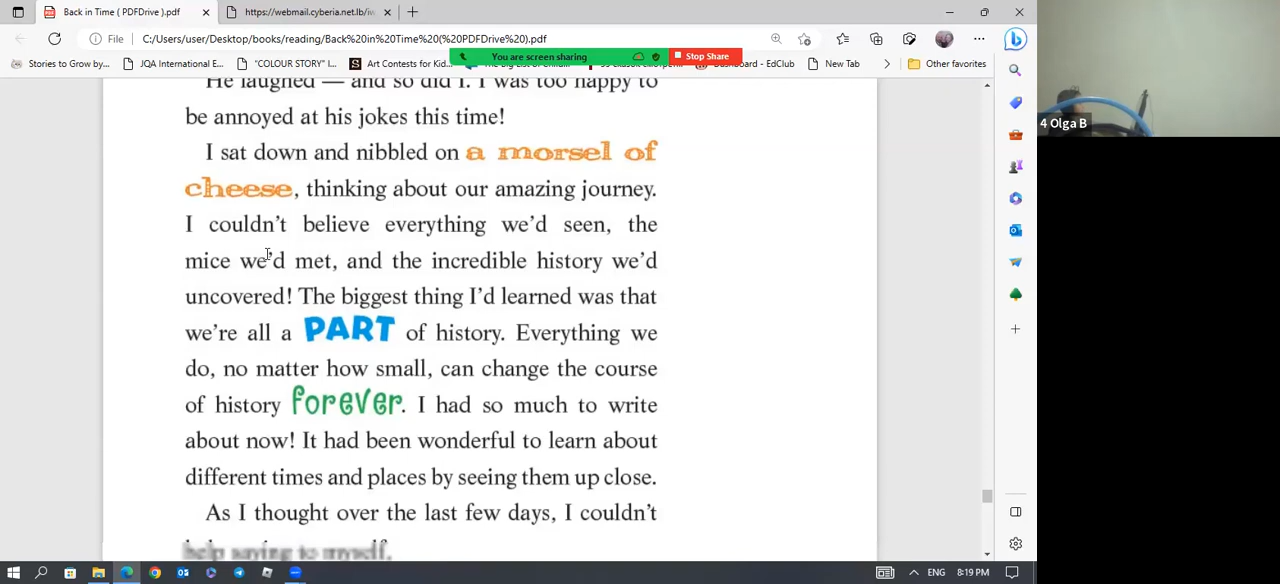 Back in Time ( PDFDrive ).pdf
https://webmail.cyberia.net.lb/iw
File
C:/Users/user/Desktop/books/reading/Back%20in%20Time%20(%20PDFDrive%20).pdf
You are screen sharing
Stop Share
Stories to Grow by...
JQA International E...
"COLOUR STORY" I...
Art Contests for Kid...
Dashboard - EdClub
New Tab
Other favorites
4 Olga B
He laughed — and so did I. I was too happy to
be annoyed at his jokes this time!
I sat down and nibbled on a morsel of
cheese, thinking about our amazing journey.
I couldn't believe everything we'd seen, the
mice we'd met, and the incredible history we'd
uncovered! The biggest thing I'd learned was that
we're all a PART of history. Everything we
do, no matter how small, can change the course
of history forever. I had so much to write
about now! It had been wonderful to learn about
different times and places by seeing them up close.
As I thought over the last few days, I couldn't
help saying to myself,
ENG
8:19 PM